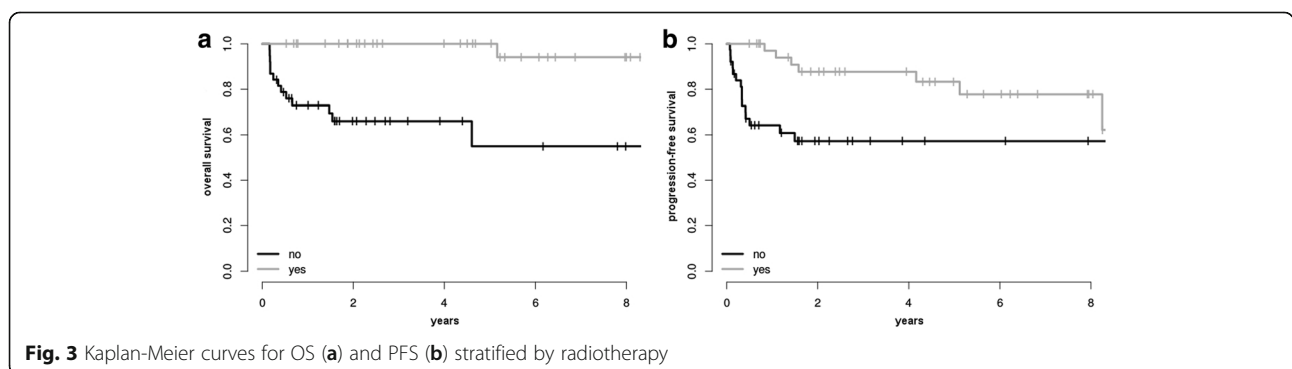 a
overall survival
0.0 0.2 0.4 0.6 0.8 1.0
no
yes
0 2 4 6 8
years
b
progression-free survival
0.0 0.2 0.4 0.6 0.8 1.0
no
yes
0 2 4 6 8
years
Fig. 3 Kaplan-Meier curves for OS (a) and PFS (b) stratified by radiotherapy